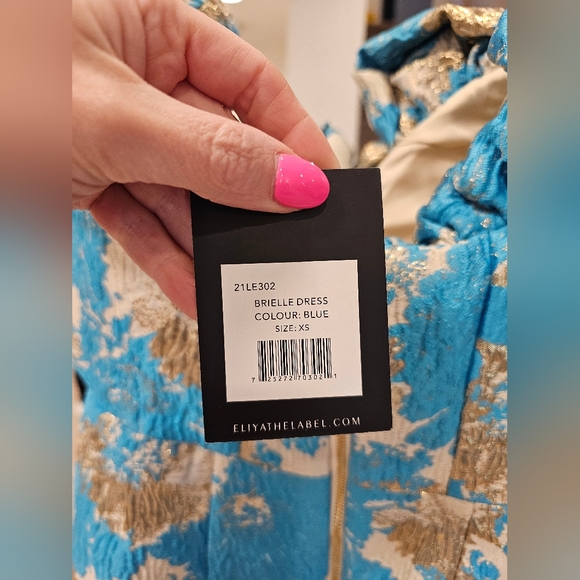 21LE302
BRIELLE DRESS
COLOUR: BLUE
SIZE: XS
7 25272 70302 1
ELIYATHELABEL.COM